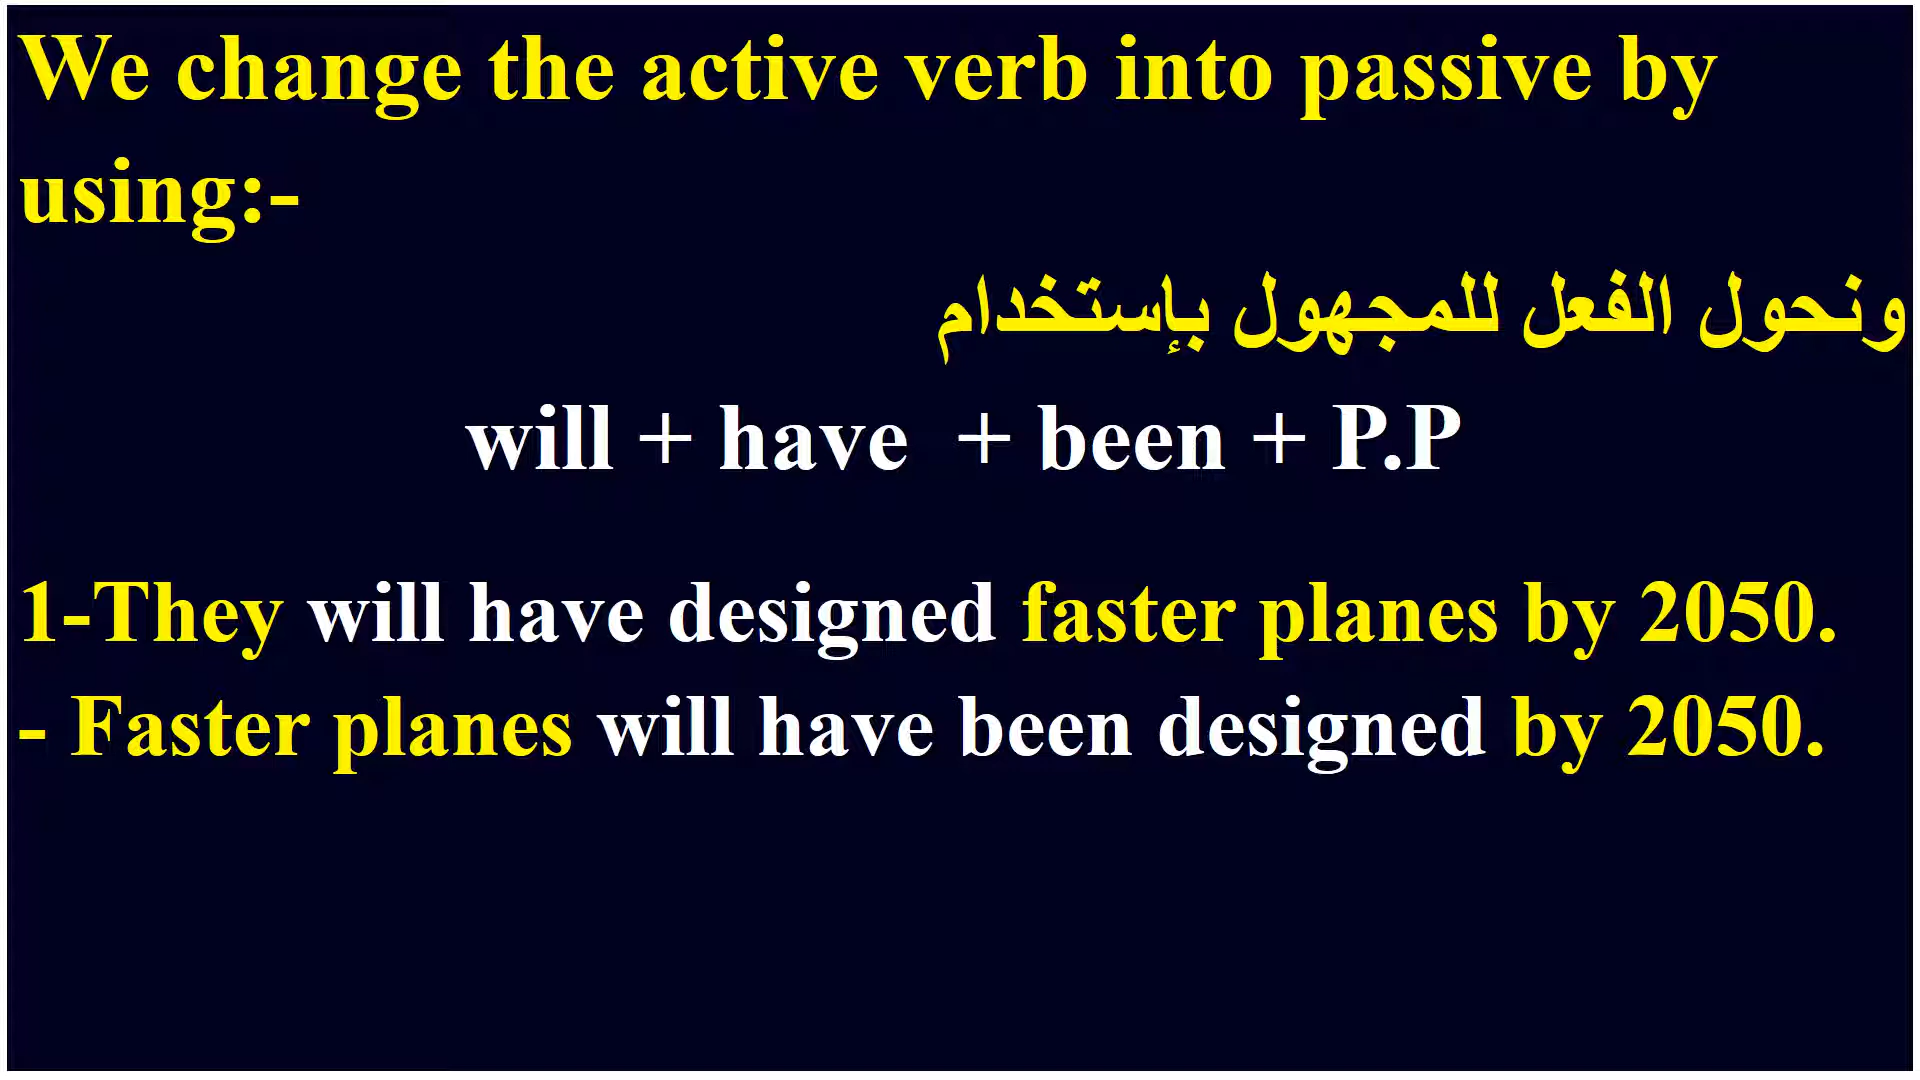 We change the active verb into passive by
using:-
ونحول الفعل للمجهول بإستخدام
will + have + been + P.P
1-They will have designed faster planes by 2050.
- Faster planes will have been designed by 2050.